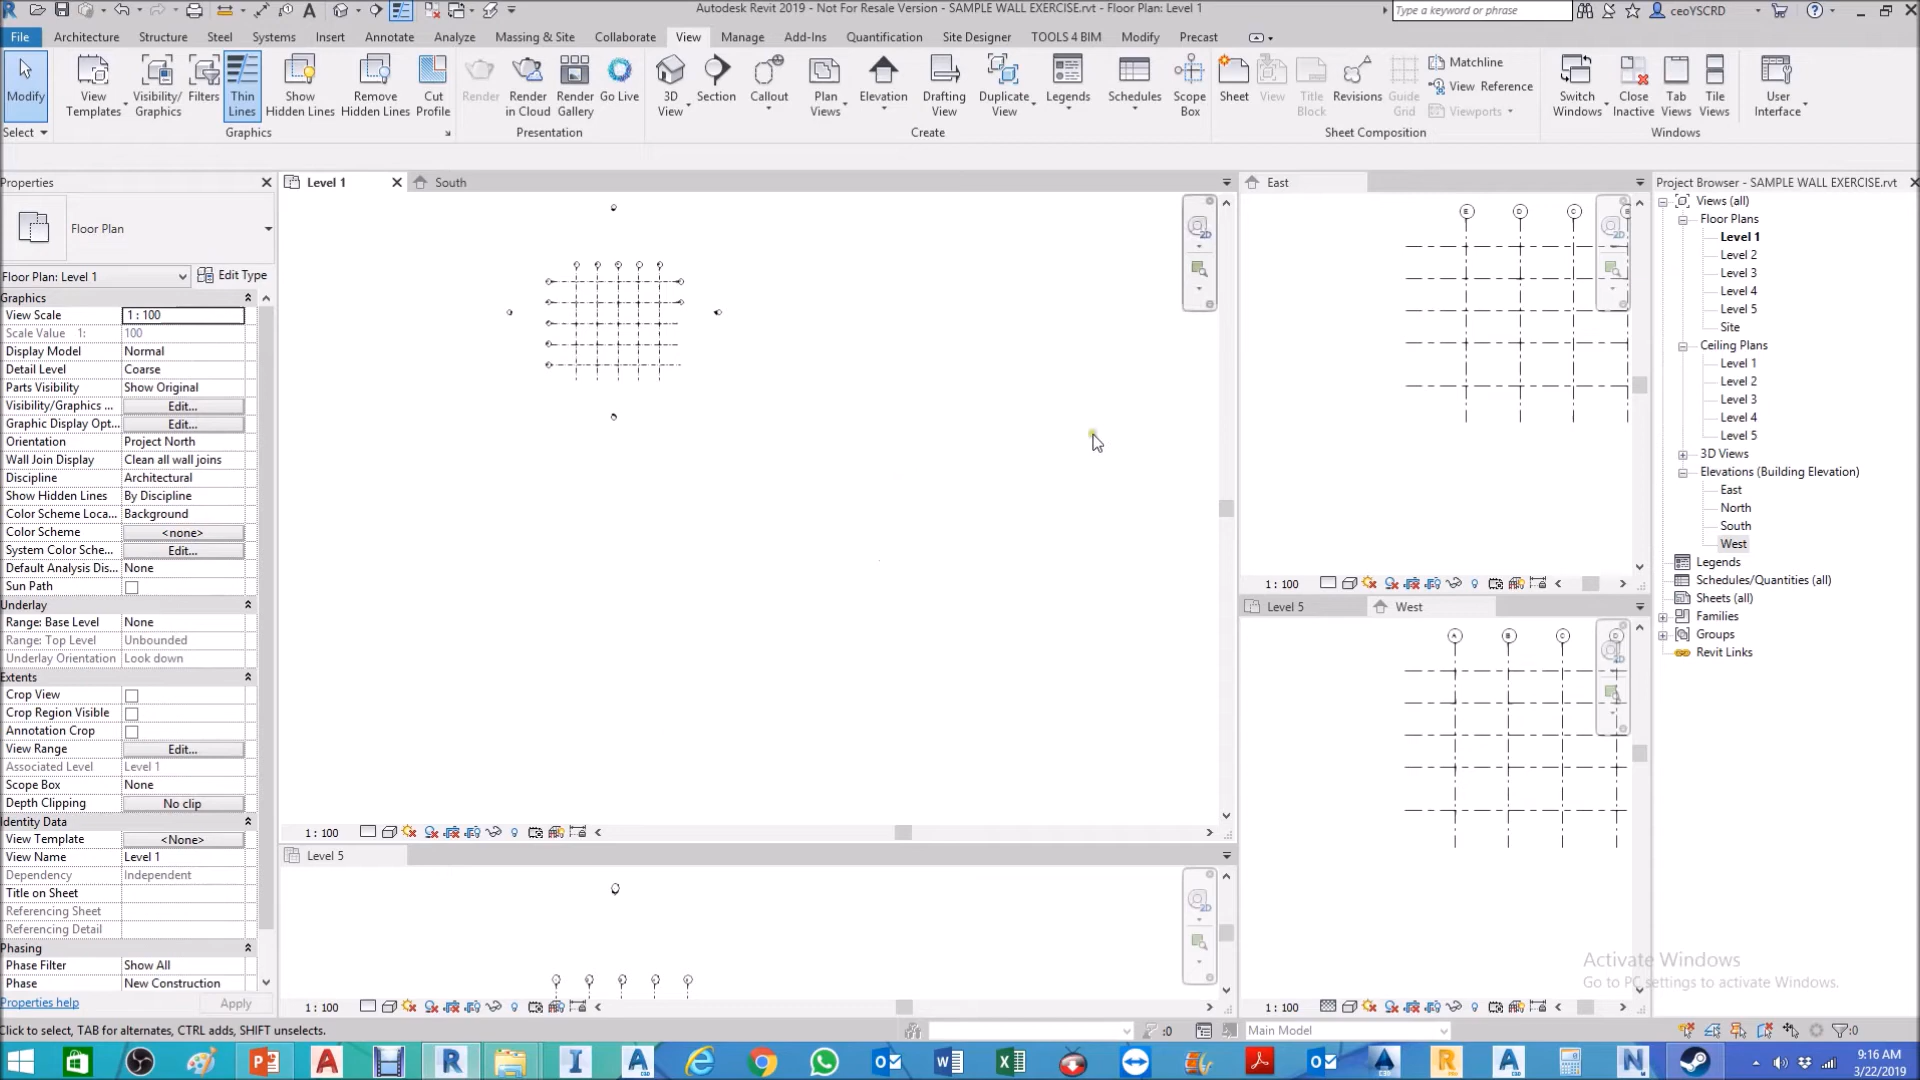 Autodesk Revit 2019 - Not For Resale Version - SAMPLE WALL EXERCISE.rvt - Floor Plan: Level 1
Type a keyword or phrase
ceoYSCRD
File Architecture Structure Steel Systems Insert Annotate Analyze Massing & Site Collaborate View Manage Add-Ins Quantification Site Designer TOOLS 4 BIM Modify Precast
Modify
View Templates
Visibility/ Graphics
Filters
Thin Lines
Show Hidden Lines
Remove Hidden Lines
Cut Profile
Render
Render in Cloud
Render Gallery
Go Live
3D View
Section
Callout
Plan Views
Elevation
Drafting View
Duplicate View
Legends
Schedules
Scope Box
Sheet
View
Title Block
Revisions
Guide Grid
Matchline
View Reference
Viewports
Switch Windows
Close Inactive
Tab Views
Tile Views
User Interface
Select
Graphics
Presentation
Create
Sheet Composition
Windows
Properties
Floor Plan
Floor Plan: Level 1
Edit Type
Graphics
View Scale 1 : 100
Scale Value 1: 100
Display Model Normal
Detail Level Coarse
Parts Visibility Show Original
Visibility/Graphics ... Edit...
Graphic Display Opt... Edit...
Orientation Project North
Wall Join Display Clean all wall joins
Discipline Architectural
Show Hidden Lines By Discipline
Color Scheme Loca... Background
Color Scheme <none>
System Color Sche... Edit...
Default Analysis Dis... None
Sun Path
Underlay
Range: Base Level None
Range: Top Level Unbounded
Underlay Orientation Look down
Extents
Crop View
Crop Region Visible
Annotation Crop
View Range Edit...
Associated Level Level 1
Scope Box None
Depth Clipping No clip
Identity Data
View Template <None>
View Name Level 1
Dependency Independent
Title on Sheet
Referencing Sheet
Referencing Detail
Phasing
Phase Filter Show All
Phase New Construction
Properties help
Apply
Level 1
South
2D
1 : 100
Level 5
2D
1 : 100
East
E D C B
2D
1 : 100
Level 5
West
A B C D
2D
1 : 100
Project Browser - SAMPLE WALL EXERCISE.rvt
Views (all)
Floor Plans
Level 1
Level 2
Level 3
Level 4
Level 5
Site
Ceiling Plans
Level 1
Level 2
Level 3
Level 4
Level 5
3D Views
Elevations (Building Elevation)
East
North
South
West
Legends
Schedules/Quantities (all)
Sheets (all)
Families
Groups
Revit Links
Activate Windows
Go to PC settings to activate Windows.
Click to select, TAB for alternates, CTRL adds, SHIFT unselects.
:0
Main Model
:0
9:16 AM
3/22/2019